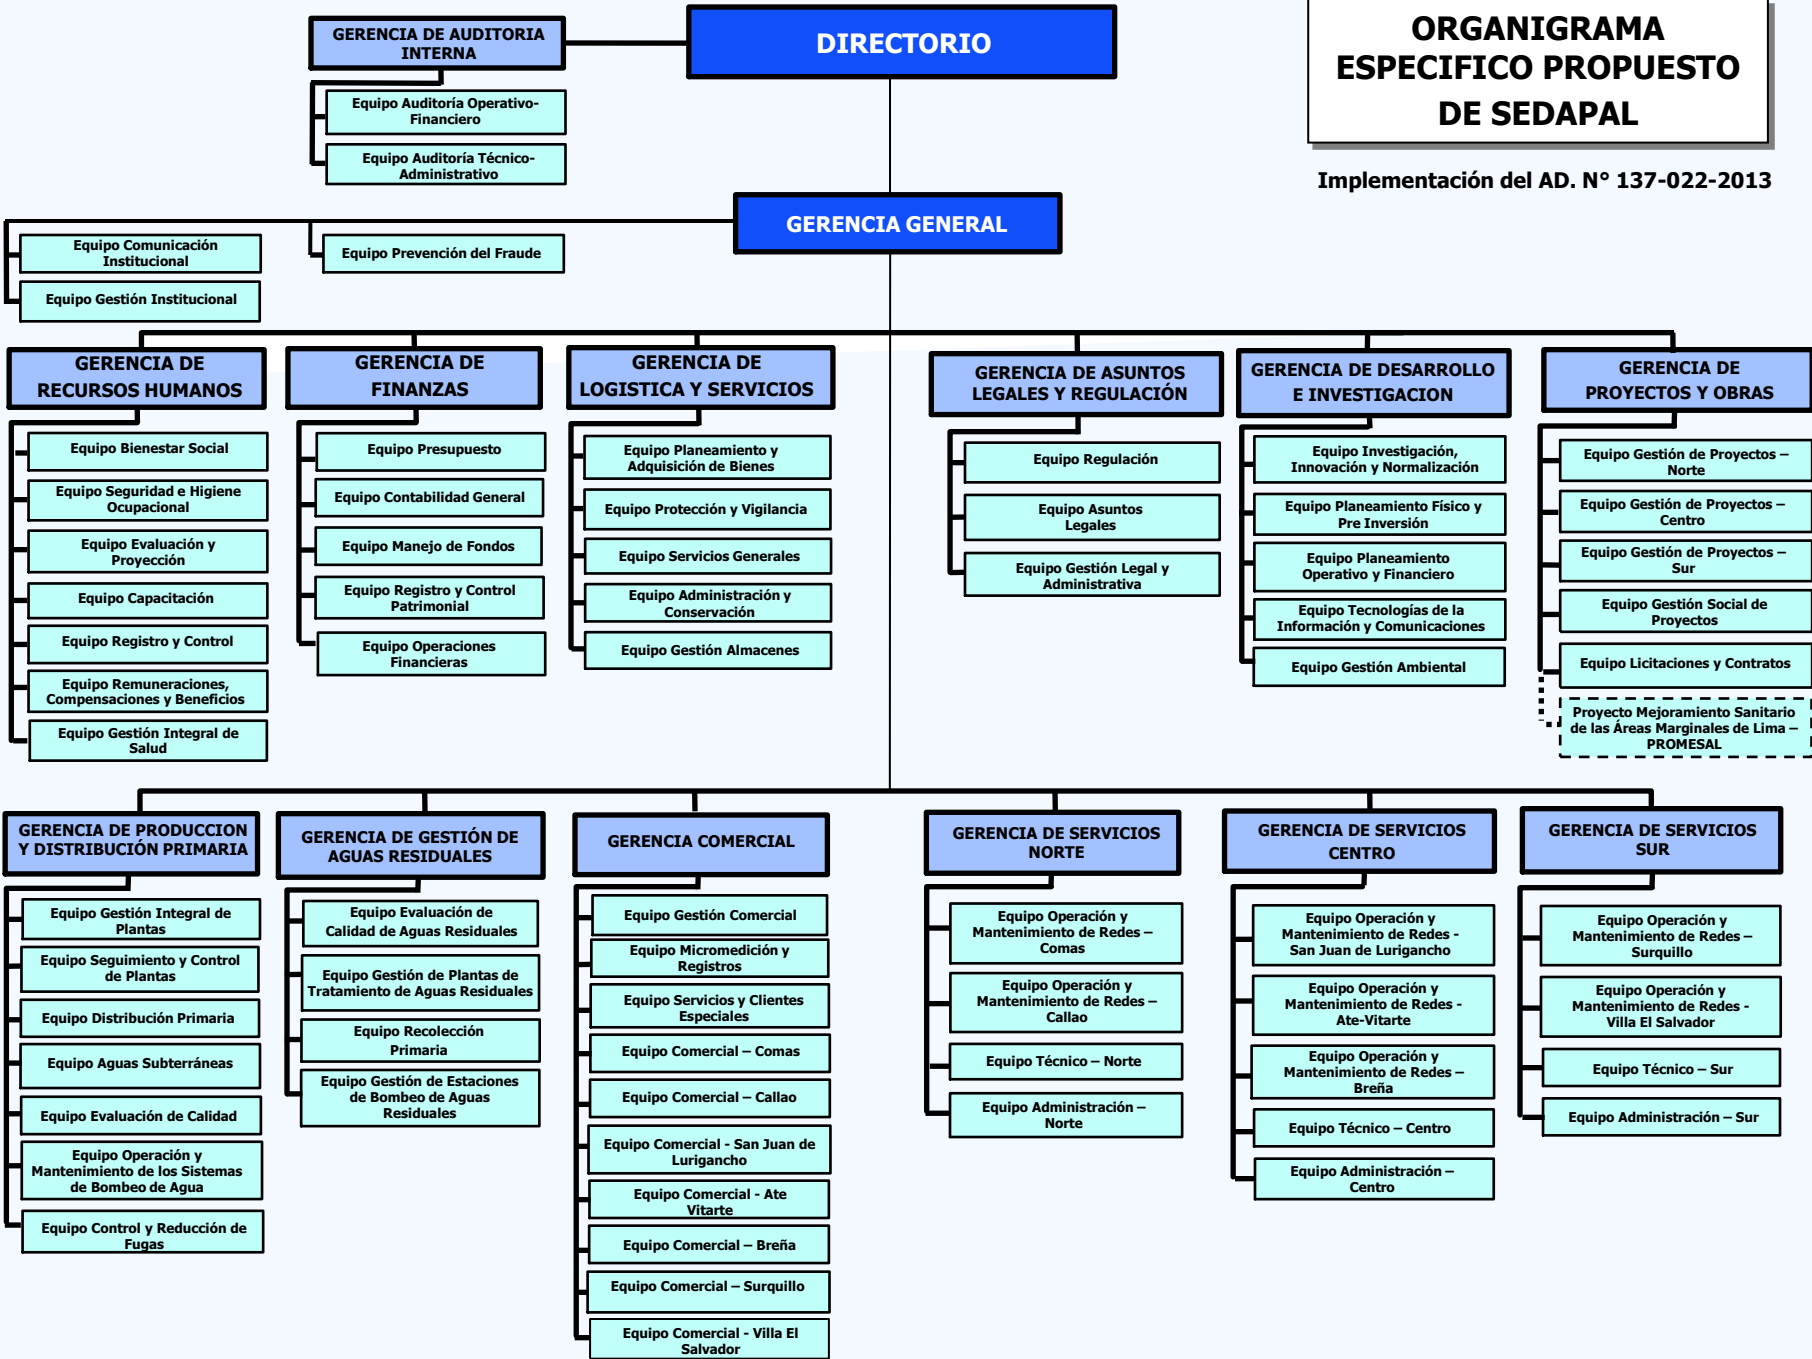 ORGANIGRAMA
ESPECIFICO PROPUESTO
DE SEDAPAL
Implementación del AD. N° 137-022-2013
DIRECTORIO
GERENCIA DE AUDITORIA
INTERNA
Equipo Auditoría Operativo-
Financiero
Equipo Auditoría Técnico-
Administrativo
GERENCIA GENERAL
Equipo Comunicación
Institucional
Equipo Gestión Institucional
Equipo Prevención del Fraude
GERENCIA DE
RECURSOS HUMANOS
Equipo Bienestar Social
Equipo Seguridad e Higiene
Ocupacional
Equipo Evaluación y
Proyección
Equipo Capacitación
Equipo Registro y Control
Equipo Remuneraciones,
Compensaciones y Beneficios
Equipo Gestión Integral de
Salud
GERENCIA DE
FINANZAS
Equipo Presupuesto
Equipo Contabilidad General
Equipo Manejo de Fondos
Equipo Registro y Control
Patrimonial
Equipo Operaciones
Financieras
GERENCIA DE
LOGISTICA Y SERVICIOS
Equipo Planeamiento y
Adquisición de Bienes
Equipo Protección y Vigilancia
Equipo Servicios Generales
Equipo Administración y
Conservación
Equipo Gestión Almacenes
GERENCIA DE ASUNTOS
LEGALES Y REGULACIÓN
Equipo Regulación
Equipo Asuntos
Legales
Equipo Gestión Legal y
Administrativa
GERENCIA DE DESARROLLO
E INVESTIGACION
Equipo Investigación,
Innovación y Normalización
Equipo Planeamiento Físico y
Pre Inversión
Equipo Planeamiento
Operativo y Financiero
Equipo Tecnologías de la
Información y Comunicaciones
Equipo Gestión Ambiental
GERENCIA DE
PROYECTOS Y OBRAS
Equipo Gestión de Proyectos –
Norte
Equipo Gestión de Proyectos –
Centro
Equipo Gestión de Proyectos –
Sur
Equipo Gestión Social de
Proyectos
Equipo Licitaciones y Contratos
Proyecto Mejoramiento Sanitario
de las Áreas Marginales de Lima –
PROMESAL
GERENCIA DE PRODUCCION
Y DISTRIBUCIÓN PRIMARIA
Equipo Gestión Integral de
Plantas
Equipo Seguimiento y Control
de Plantas
Equipo Distribución Primaria
Equipo Aguas Subterráneas
Equipo Evaluación de Calidad
Equipo Operación y
Mantenimiento de los Sistemas
de Bombeo de Agua
Equipo Control y Reducción de
Fugas
GERENCIA DE GESTIÓN DE
AGUAS RESIDUALES
Equipo Evaluación de
Calidad de Aguas Residuales
Equipo Gestión de Plantas de
Tratamiento de Aguas Residuales
Equipo Recolección
Primaria
Equipo Gestión de Estaciones
de Bombeo de Aguas
Residuales
GERENCIA COMERCIAL
Equipo Gestión Comercial
Equipo Micromedición y
Registros
Equipo Servicios y Clientes
Especiales
Equipo Comercial – Comas
Equipo Comercial – Callao
Equipo Comercial - San Juan de
Lurigancho
Equipo Comercial - Ate
Vitarte
Equipo Comercial – Breña
Equipo Comercial – Surquillo
Equipo Comercial - Villa El
Salvador
GERENCIA DE SERVICIOS
NORTE
Equipo Operación y
Mantenimiento de Redes –
Comas
Equipo Operación y
Mantenimiento de Redes –
Callao
Equipo Técnico – Norte
Equipo Administración –
Norte
GERENCIA DE SERVICIOS
CENTRO
Equipo Operación y
Mantenimiento de Redes -
San Juan de Lurigancho
Equipo Operación y
Mantenimiento de Redes -
Ate-Vitarte
Equipo Operación y
Mantenimiento de Redes –
Breña
Equipo Técnico – Centro
Equipo Administración –
Centro
GERENCIA DE SERVICIOS
SUR
Equipo Operación y
Mantenimiento de Redes –
Surquillo
Equipo Operación y
Mantenimiento de Redes -
Villa El Salvador
Equipo Técnico – Sur
Equipo Administración – Sur